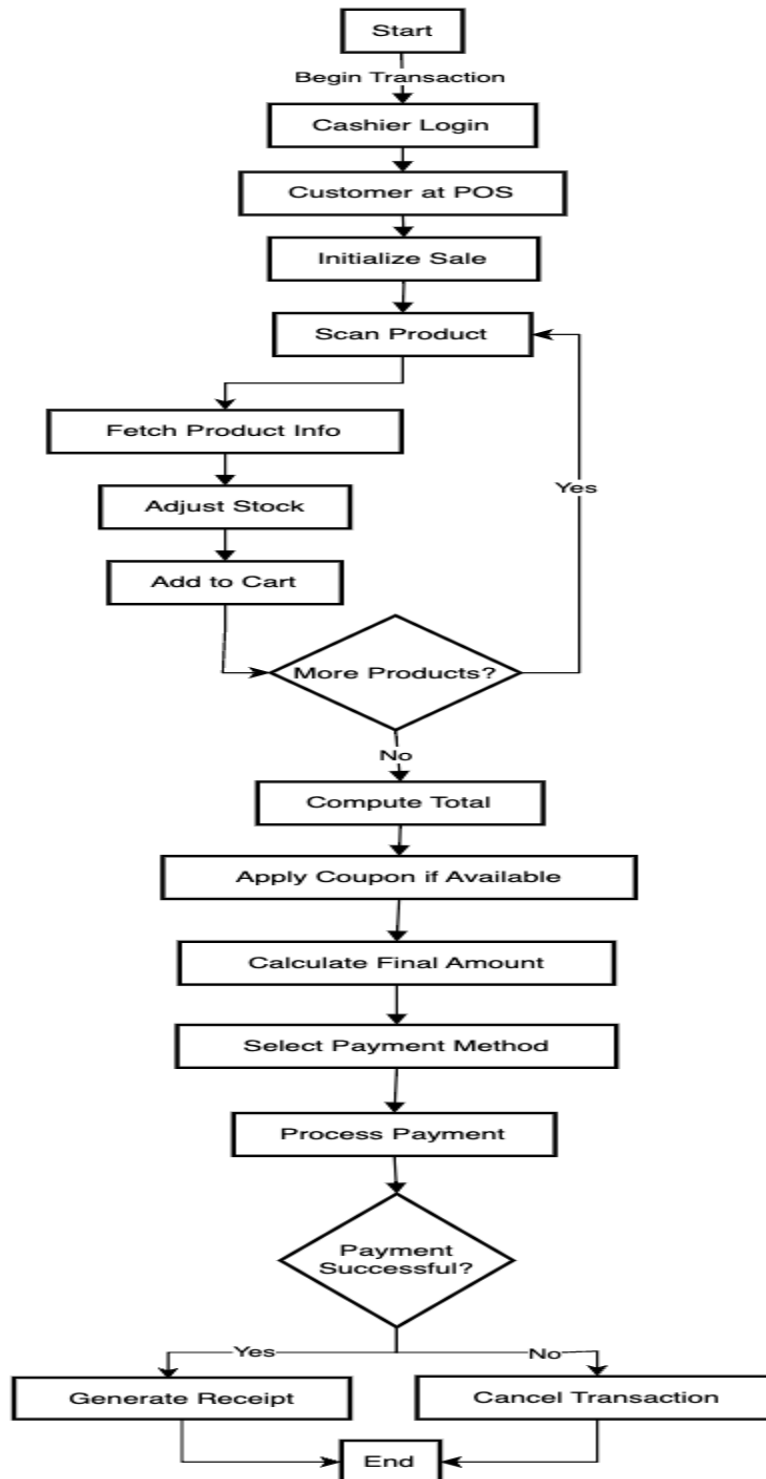 Start
Begin Transaction
Cashier Login
Customer at POS
Initialize Sale
Scan Product
Fetch Product Info
Adjust Stock
Yes
Add to Cart
More Products?
No
Compute Total
Apply Coupon if Available
Calculate Final Amount
Select Payment Method
Process Payment
Payment
Successful?
Yes
No
Generate Receipt
Cancel Transaction
End